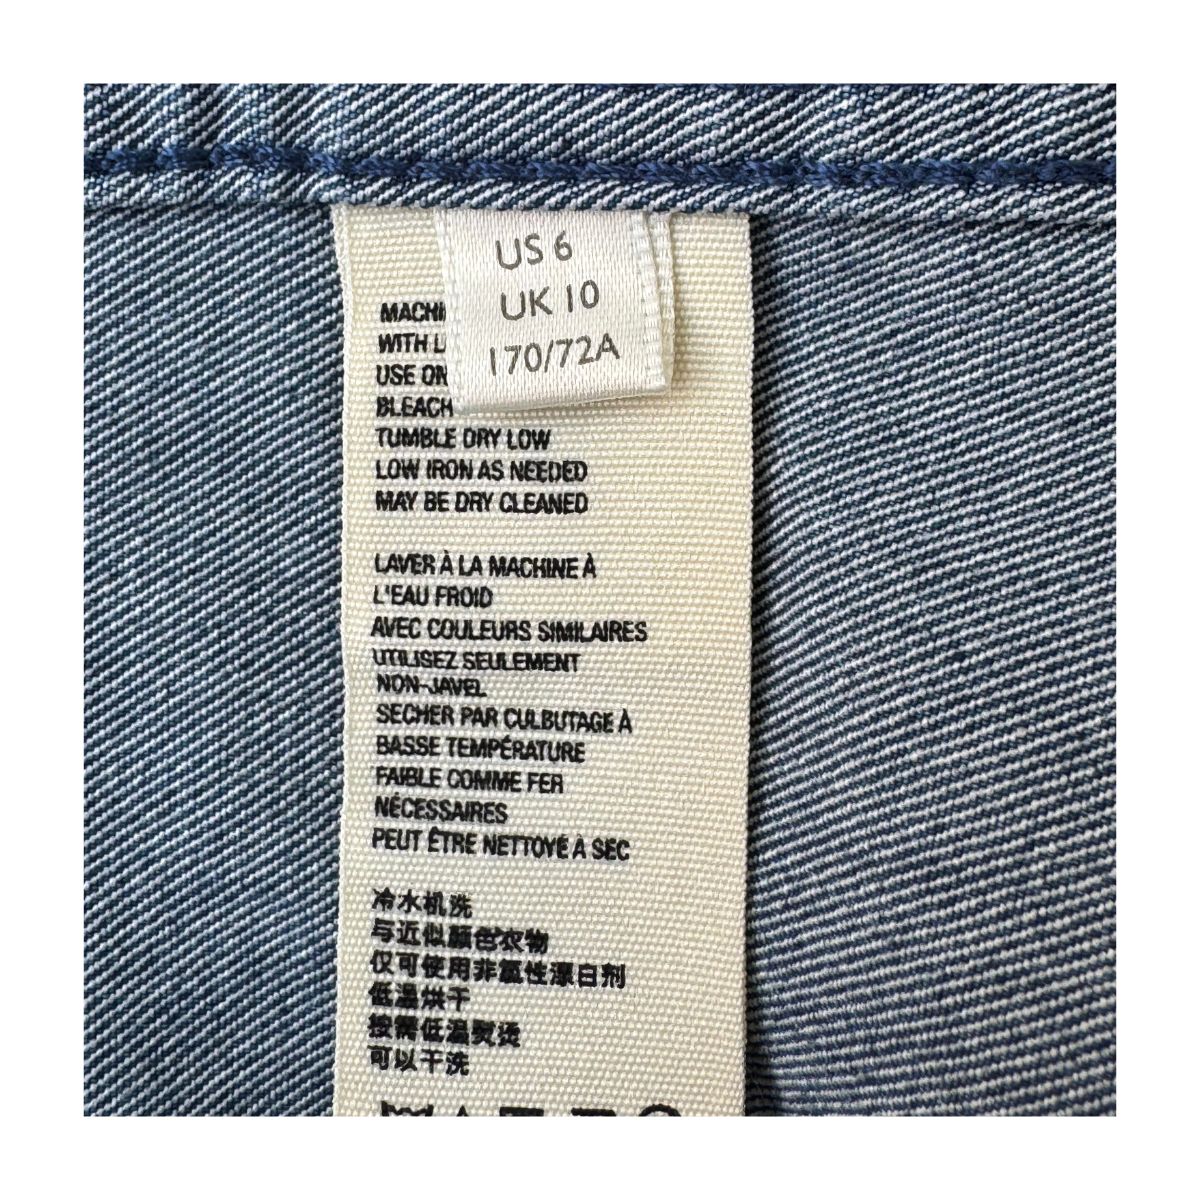 US 6
UK 10
170/72A
MACHI
WITH L
USE ON
BLEACH
TUMBLE DRY LOW
LOW IRON AS NEEDED
MAY BE DRY CLEANED
LAVER À LA MACHINE À
L'EAU FROID
AVEC COULEURS SIMILAIRES
UTILISEZ SEULEMENT
NON-JAVEL
SECHER PAR CULBUTAGE À
BASSE TEMPÉRATURE
FAIBLE COMME FER
NÉCESSAIRES
PEUT ÊTRE NETTOYÉ À SEC
冷水机洗
与近似颜色衣物
仅可使用非氯性漂白剂
低温烘干
按需低温熨烫
可以干洗